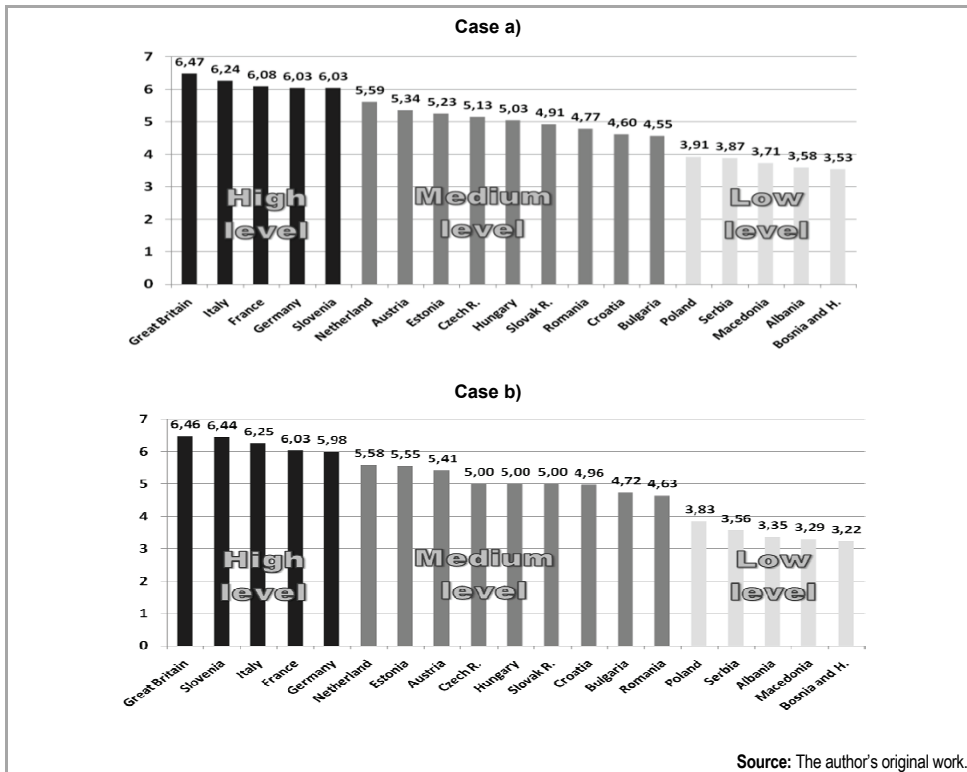 Case a)
7
6
5
4
3
2
1
0
6,47 6,24 6,08 6,03 6,03 5,59 5,34 5,23 5,13 5,03 4,91 4,77 4,60 4,55 3,91 3,87 3,71 3,58 3,53
High
level
Medium
level
Low
level
Great Britain
Italy
France
Germany
Slovenia
Netherland
Austria
Estonia
Czech R.
Hungary
Slovak R.
Romania
Croatia
Bulgaria
Poland
Serbia
Macedonia
Albania
Bosnia and H.
Case b)
7
6
5
4
3
2
1
0
6,46 6,44 6,25 6,03 5,98 5,58 5,55 5,41 5,00 5,00 5,00 4,96 4,72 4,63 3,83 3,56 3,35 3,29 3,22
High
level
Medium
level
Low
level
Great Britain
Slovenia
Italy
France
Germany
Netherland
Estonia
Austria
Czech R.
Hungary
Slovak R.
Croatia
Bulgaria
Romania
Poland
Serbia
Albania
Macedonia
Bosnia and H.
Source: The author's original work.